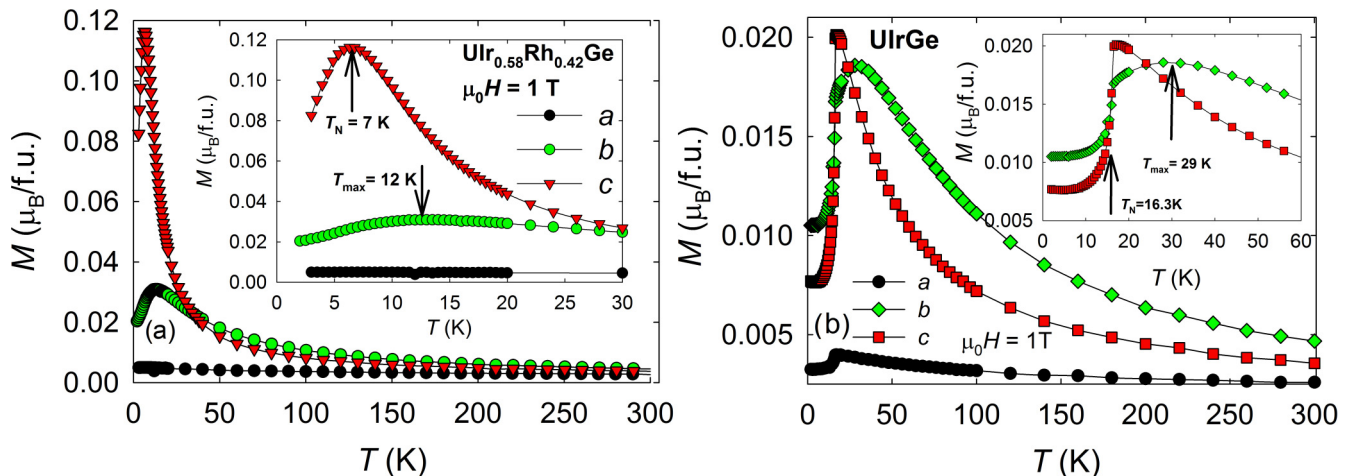 0.12
0.10
0.08
0.06
0.04
0.02
0.00
M (μB/f.u.)
0 50 100 150 200 250 300
T (K)
(a)
0.12
0.10
0.08
0.06
0.04
0.02
0.00
M (μB/f.u.)
0 5 10 15 20 25 30
T (K)
UIr0.58Rh0.42Ge
μ0H = 1 T
TN = 7 K
Tmax = 12 K
a
b
c
0.020
0.015
0.010
0.005
M (μB/f.u.)
0 50 100 150 200 250 300
T (K)
UIrGe
(b)
a
b
c
μ0H = 1T
0.020
0.015
0.010
0.005
M (μB/f.u.)
0 10 20 30 40 50 60
T (K)
Tmax = 29 K
TN=16.3K